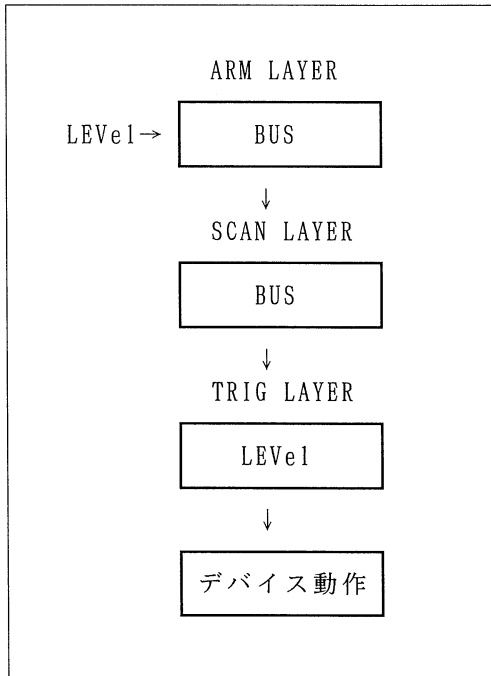 ARM LAYER
LEVel→ BUS
↓
SCAN LAYER
BUS
↓
TRIG LAYER
LEVel
↓
デバイス動作